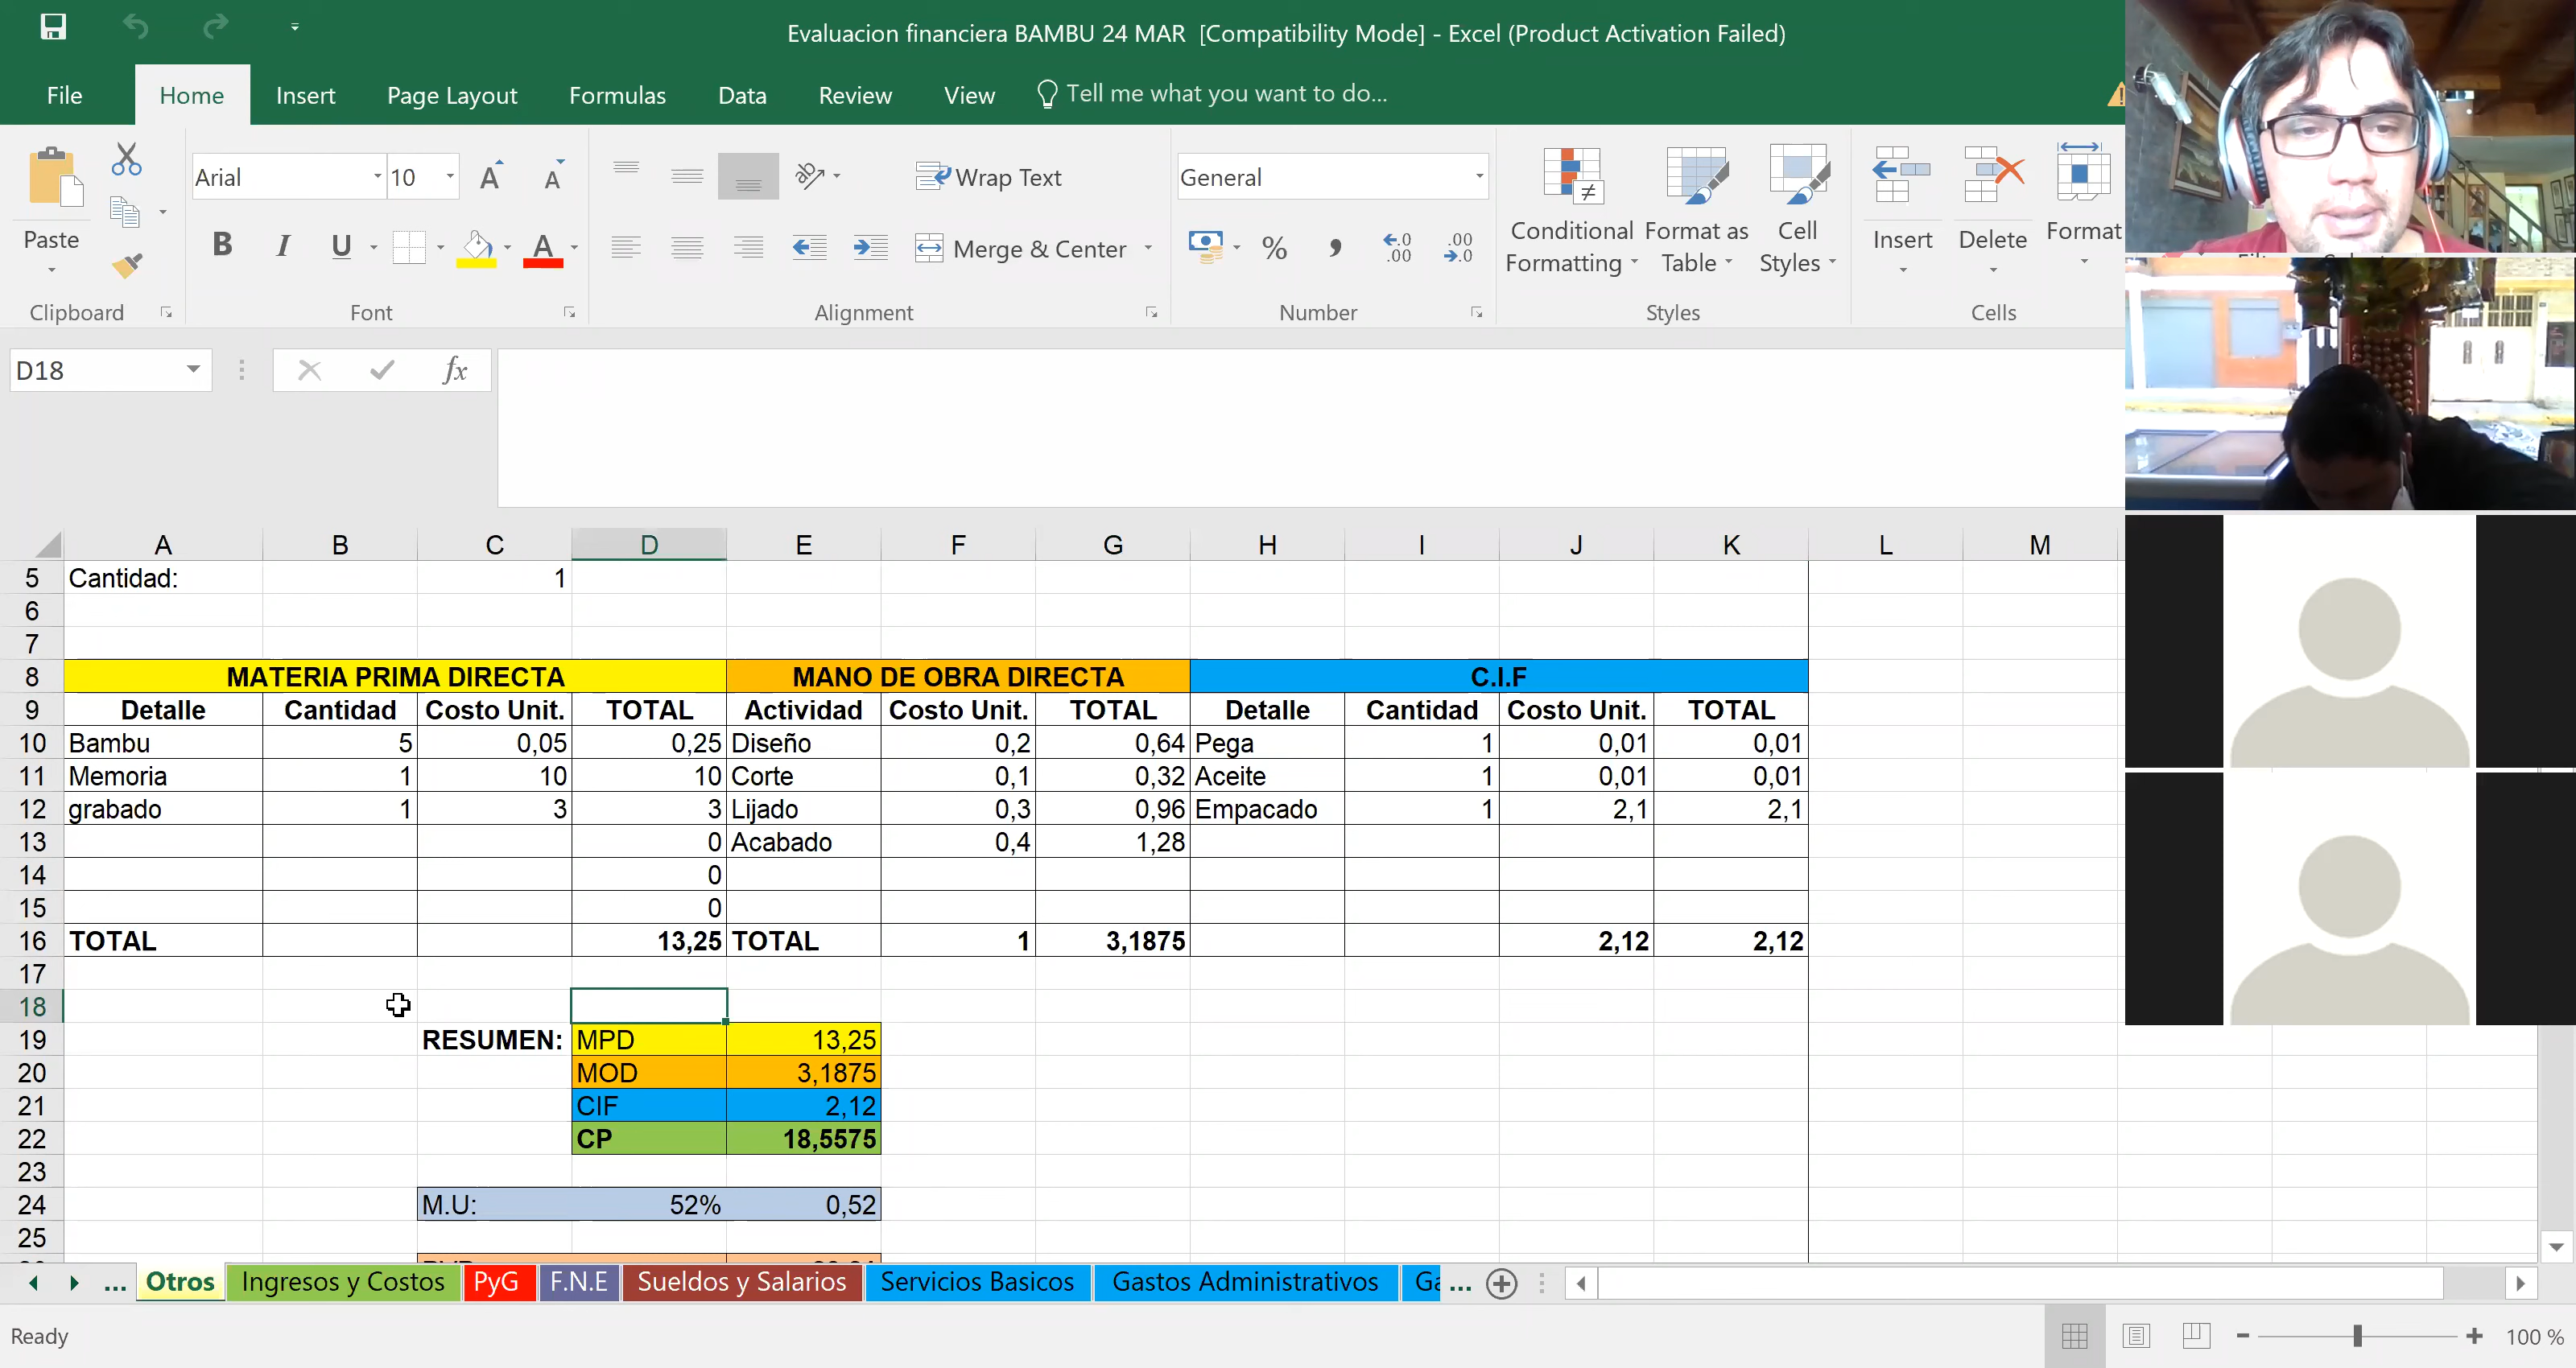 Evaluacion financiera BAMBU 24 MAR [Compatibility Mode] - Excel (Product Activation Failed)
File Home Insert Page Layout Formulas Data Review View Tell me what you want to do...
Arial 10 Wrap Text General
Paste B I U Merge & Center % Conditional Formatting Format as Table Cell Styles Insert Delete Format
Clipboard Font Alignment Number Styles Cells
D18 fx
A B C D E F G H I J K L M
5 Cantidad: 1
6
7
8 MATERIA PRIMA DIRECTA MANO DE OBRA DIRECTA C.I.F
9 Detalle Cantidad Costo Unit. TOTAL Actividad Costo Unit. TOTAL Detalle Cantidad Costo Unit. TOTAL
10 Bambu 5 0,05 0,25 Diseño 0,2 0,64 Pega 1 0,01 0,01
11 Memoria 1 10 10 Corte 0,1 0,32 Aceite 1 0,01 0,01
12 grabado 1 3 3 Lijado 0,3 0,96 Empacado 1 2,1 2,1
13 0 Acabado 0,4 1,28
14 0
15 0
16 TOTAL 13,25 TOTAL 1 3,1875 2,12 2,12
17
18
19 RESUMEN: MPD 13,25
20 MOD 3,1875
21 CIF 2,12
22 CP 18,5575
23
24 M.U: 52% 0,52
25
... Otros Ingresos y Costos PyG F.N.E Sueldos y Salarios Servicios Basicos Gastos Administrativos Ga ...
Ready 100 %